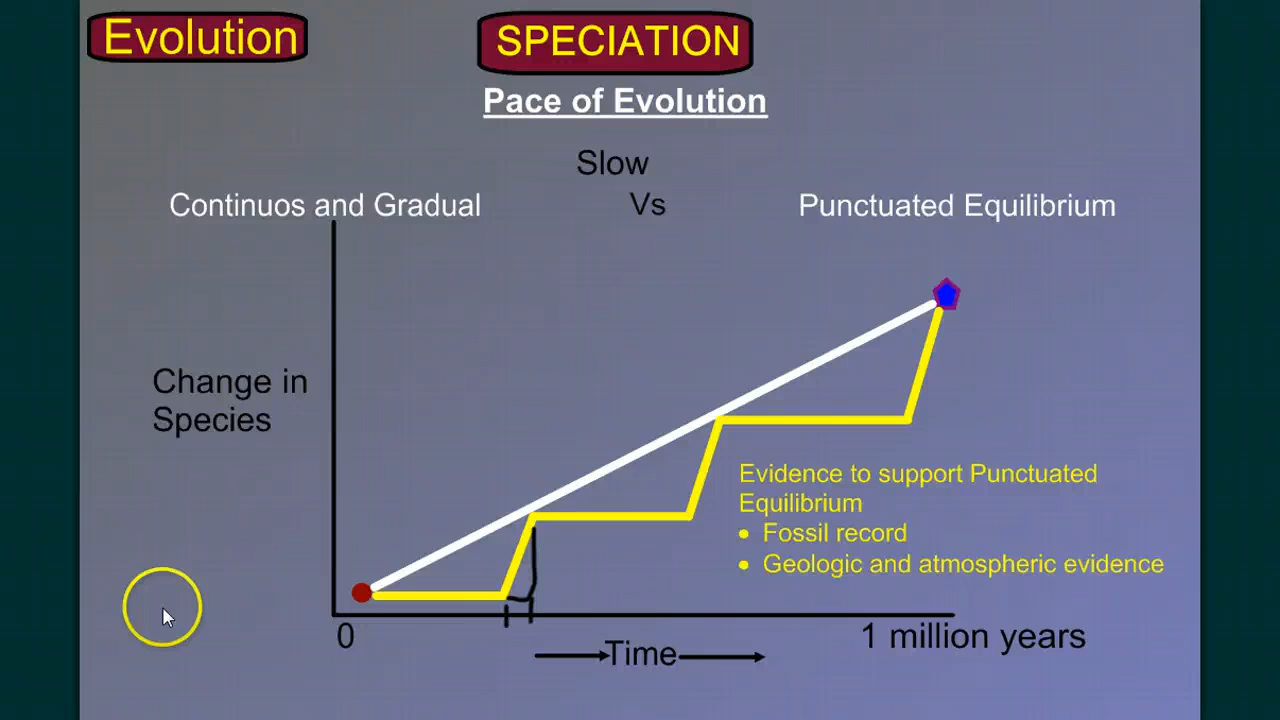 Evolution
SPECIATION
Pace of Evolution
Slow
Continuos and Gradual
Vs
Punctuated Equilibrium
Change in
Species
Evidence to support Punctuated
Equilibrium
• Fossil record
• Geologic and atmospheric evidence
0
1 million years
Time